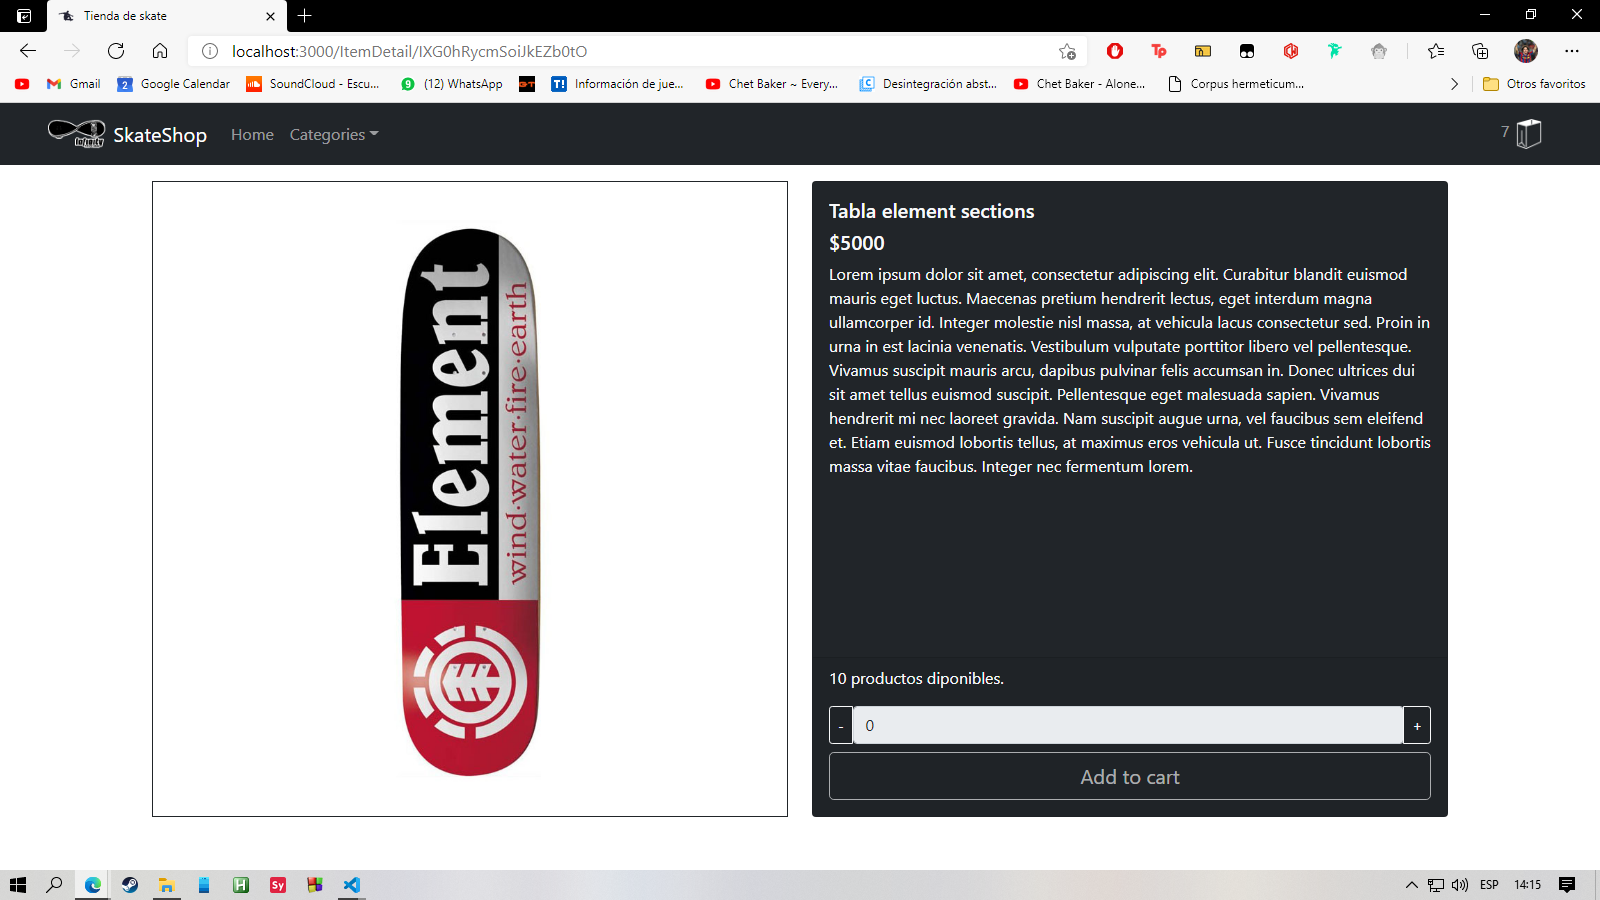 Tienda de skate
localhost:3000/ItemDetail/IXG0hRycmSoiJkEZb0tO
Gmail
2 Google Calendar
SoundCloud - Escu...
9 (12) WhatsApp
GT
T! Información de jue...
Chet Baker ~ Every...
Desintegración abst...
Chet Baker - Alone...
Corpus hermeticum...
Otros favoritos
SkateShop
Home
Categories
7
Element
wind·water·fire·earth
Tabla element sections
$5000
Lorem ipsum dolor sit amet, consectetur adipiscing elit. Curabitur blandit euismod
mauris eget luctus. Maecenas pretium hendrerit lectus, eget interdum magna
ullamcorper id. Integer molestie nisl massa, at vehicula lacus consectetur sed. Proin in
urna in est lacinia venenatis. Vestibulum vulputate porttitor libero vel pellentesque.
Vivamus suscipit mauris arcu, dapibus pulvinar felis accumsan in. Donec ultrices dui
sit amet tellus euismod suscipit. Pellentesque eget malesuada sapien. Vivamus
hendrerit mi nec laoreet gravida. Nam suscipit augue urna, vel faucibus sem eleifend
et. Etiam euismod lobortis tellus, at maximus eros vehicula ut. Fusce tincidunt lobortis
massa vitae faucibus. Integer nec fermentum lorem.
10 productos diponibles.
- 0 +
Add to cart
H
Sy
ESP
14:15